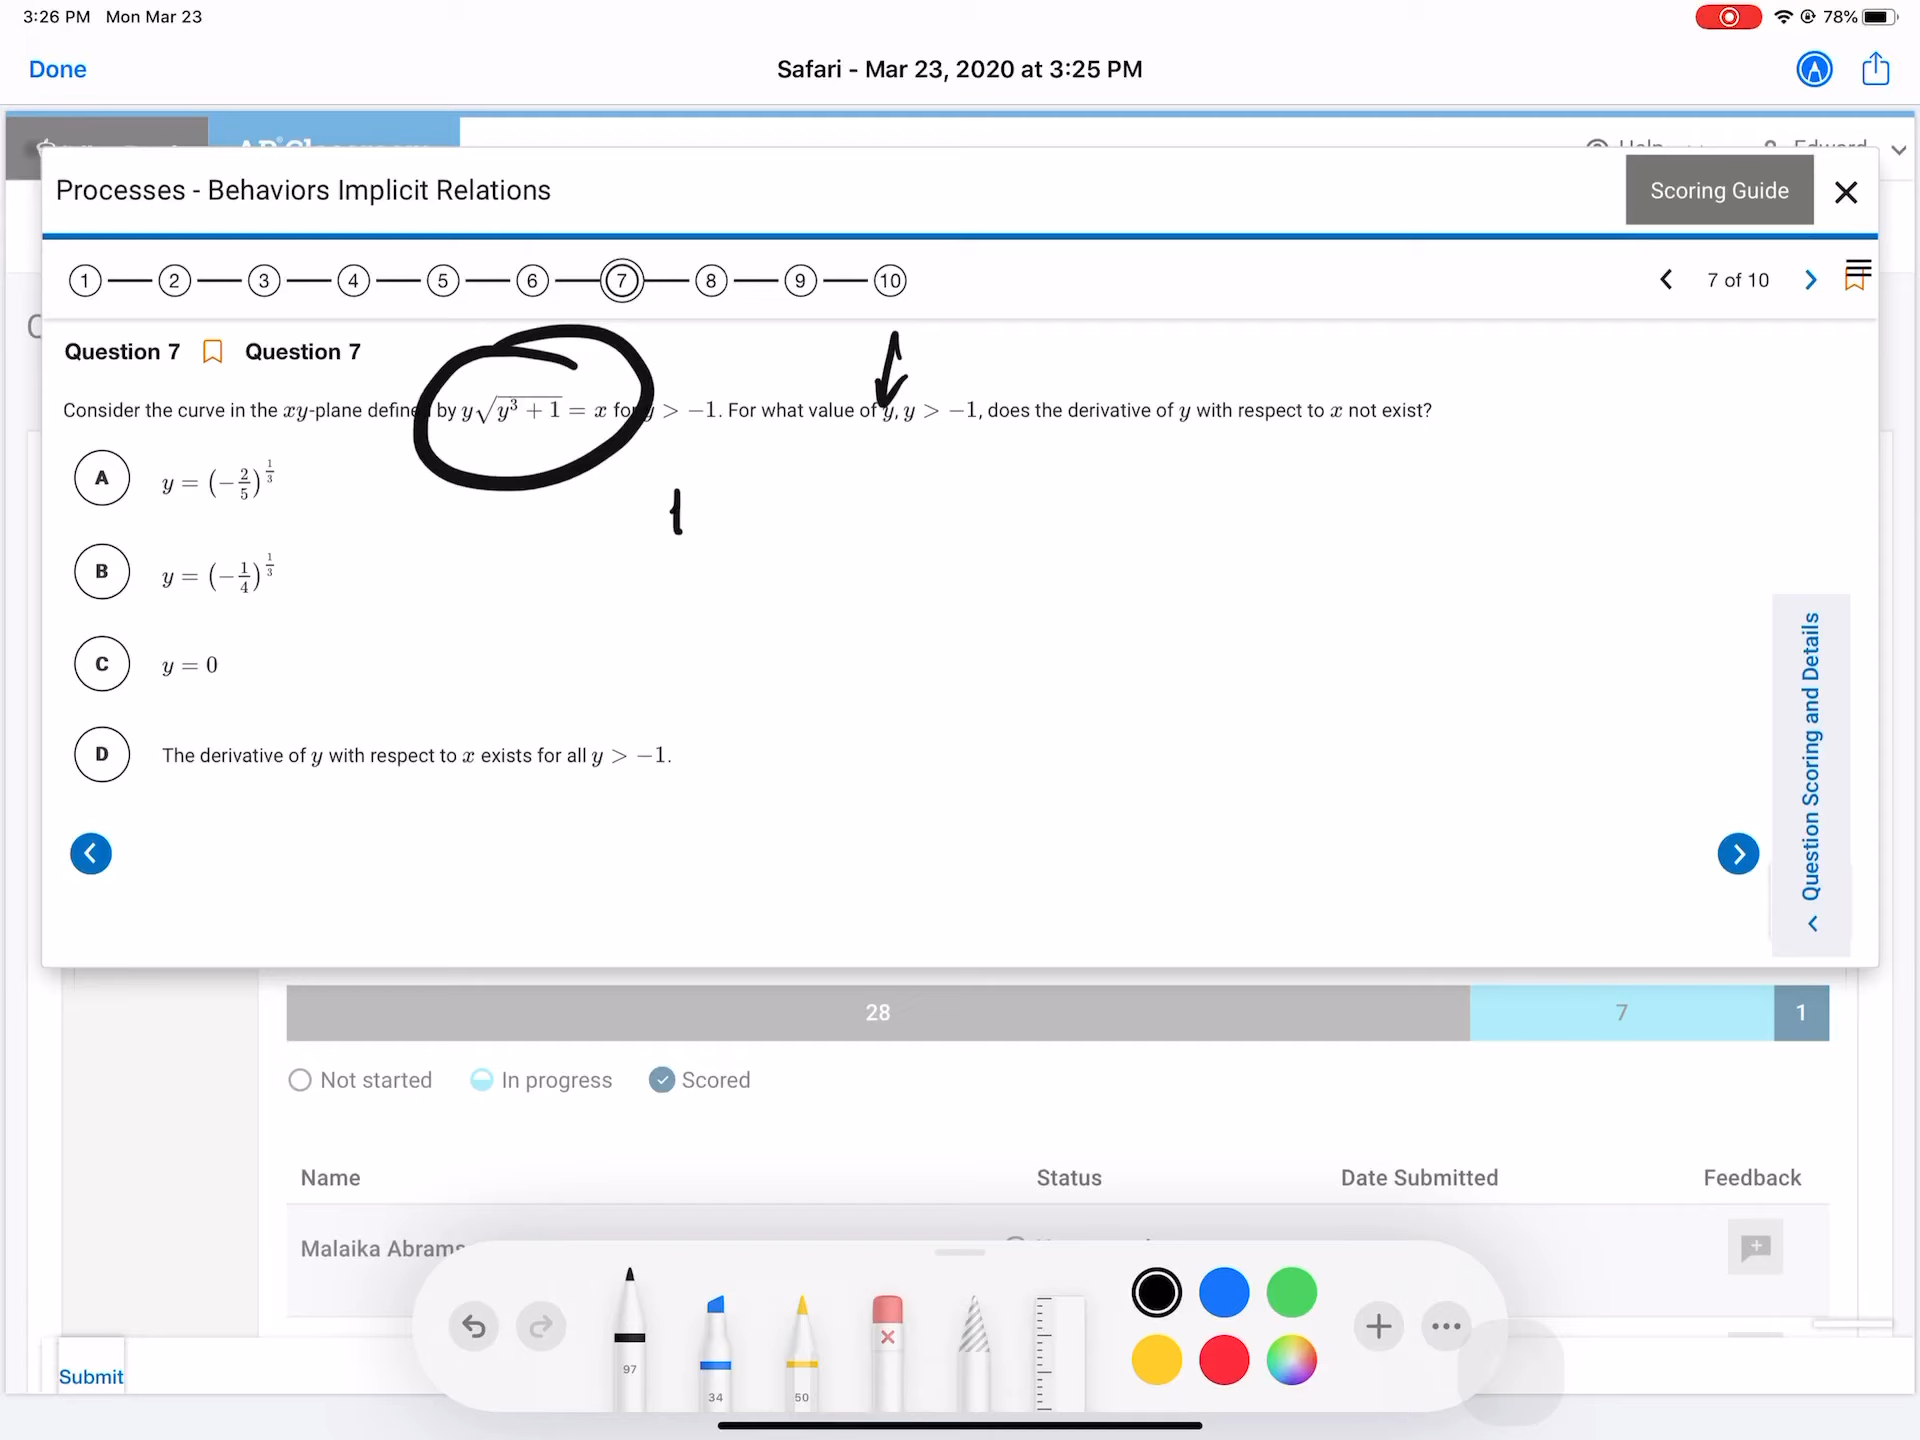 3:26 PM Mon Mar 23
78%
Done
Safari - Mar 23, 2020 at 3:25 PM
Processes - Behaviors Implicit Relations
Scoring Guide
1 2 3 4 5 6 7 8 9 10
7 of 10
Question 7 Question 7
Consider the curve in the xy-plane define by y√(y³ + 1) = x for y > −1. For what value of y, y > −1, does the derivative of y with respect to x not exist?
1
A y = (−2/5)^(1/3)
B y = (−1/4)^(1/3)
C y = 0
D The derivative of y with respect to x exists for all y > −1.
Question Scoring and Details
28 7 1
Not started In progress Scored
Name Status Date Submitted Feedback
Malaika Abrams
97 34 50
Submit